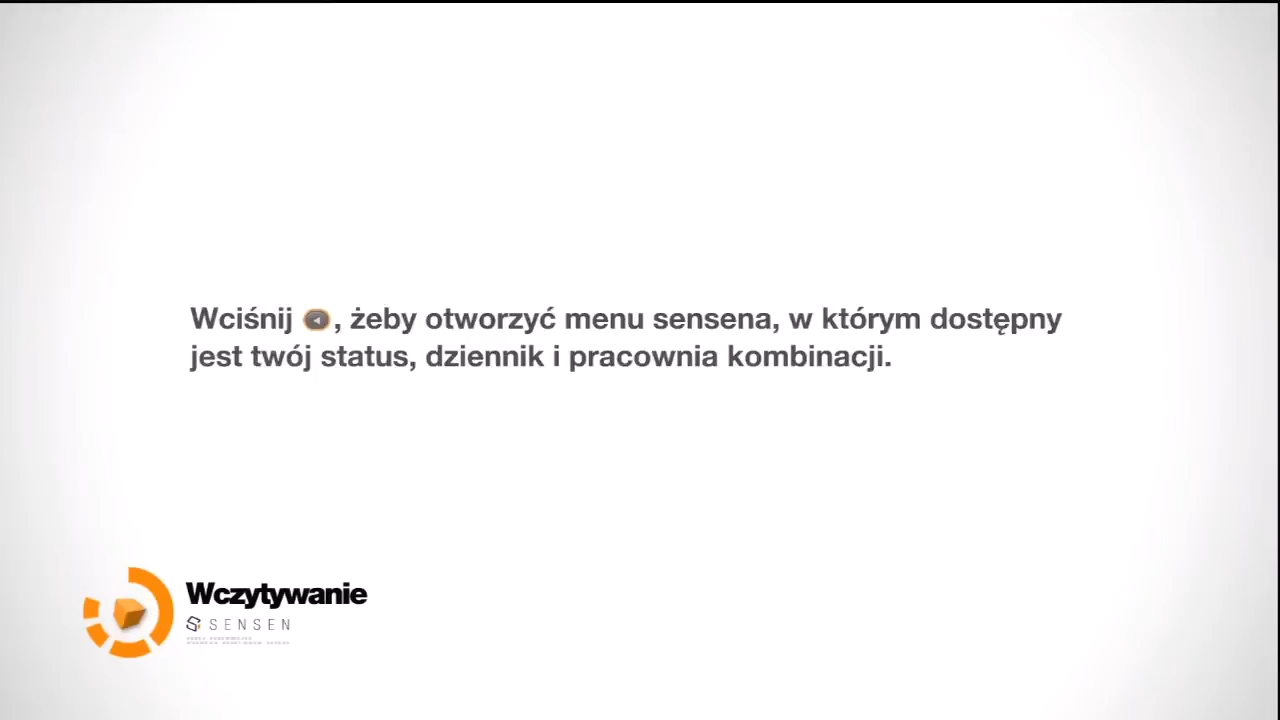 Wciśnij , żeby otworzyć menu sensena, w którym dostępny
jest twój status, dziennik i pracownia kombinacji.
Wczytywanie
SENSEN